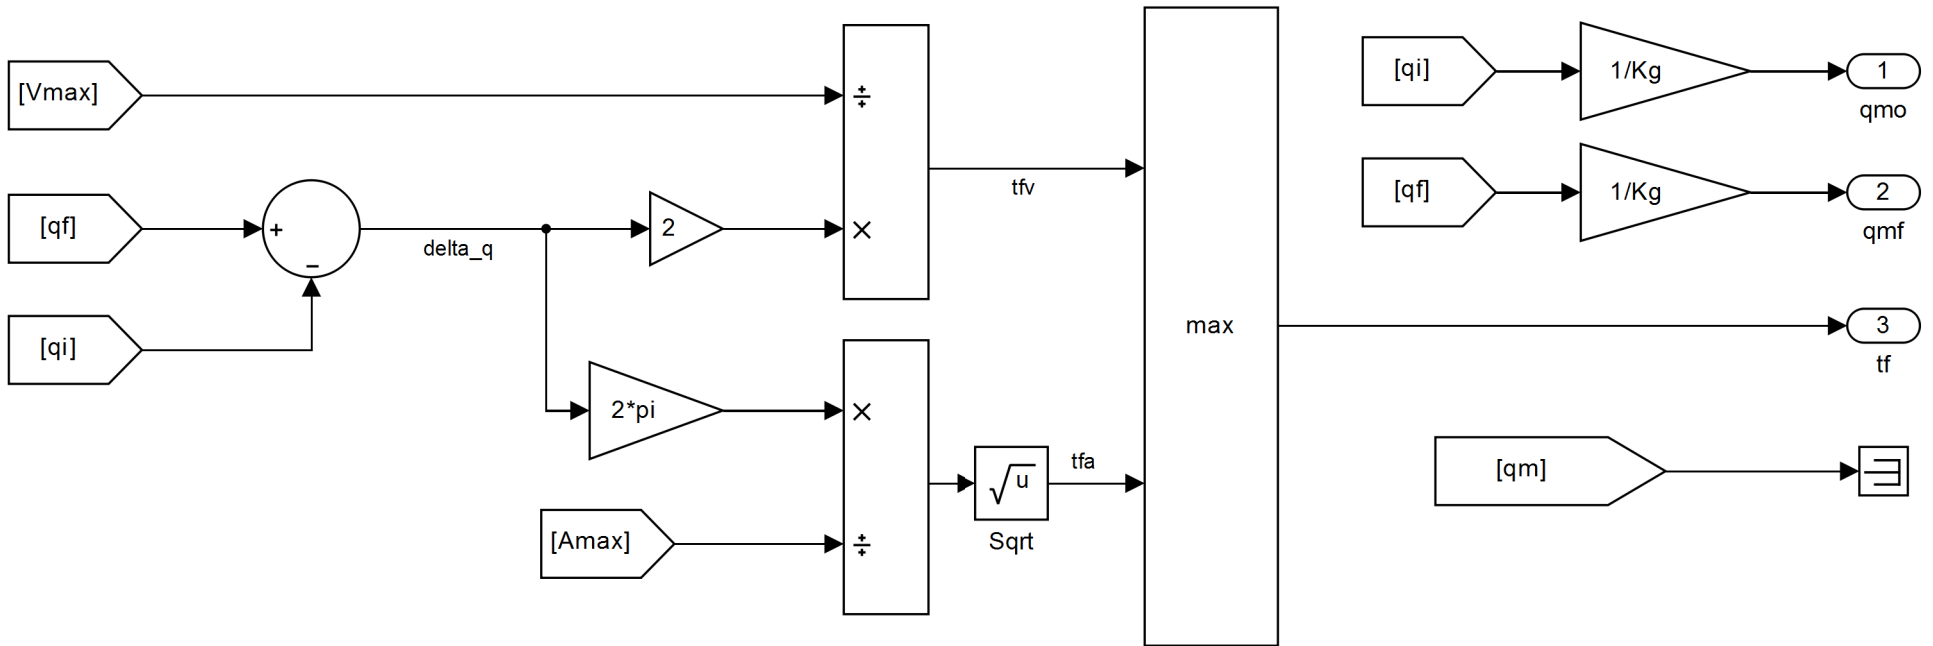 [Vmax]
÷
×
[qf]
+
−
[qi]
delta_q
2
tfv
2*pi
×
÷
[Amax]
√u
Sqrt
tfa
max
[qi]
1/Kg
1
qmo
[qf]
1/Kg
2
qmf
3
tf
[qm]